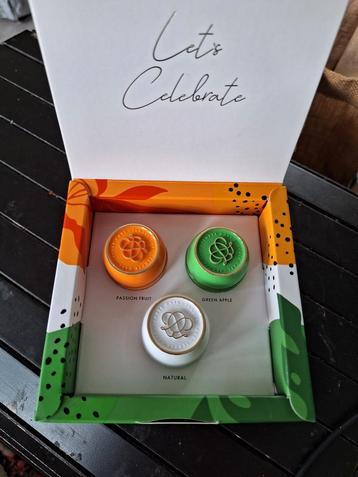 Let's
Celebrate
PASSION FRUIT
GREEN APPLE
NATURAL